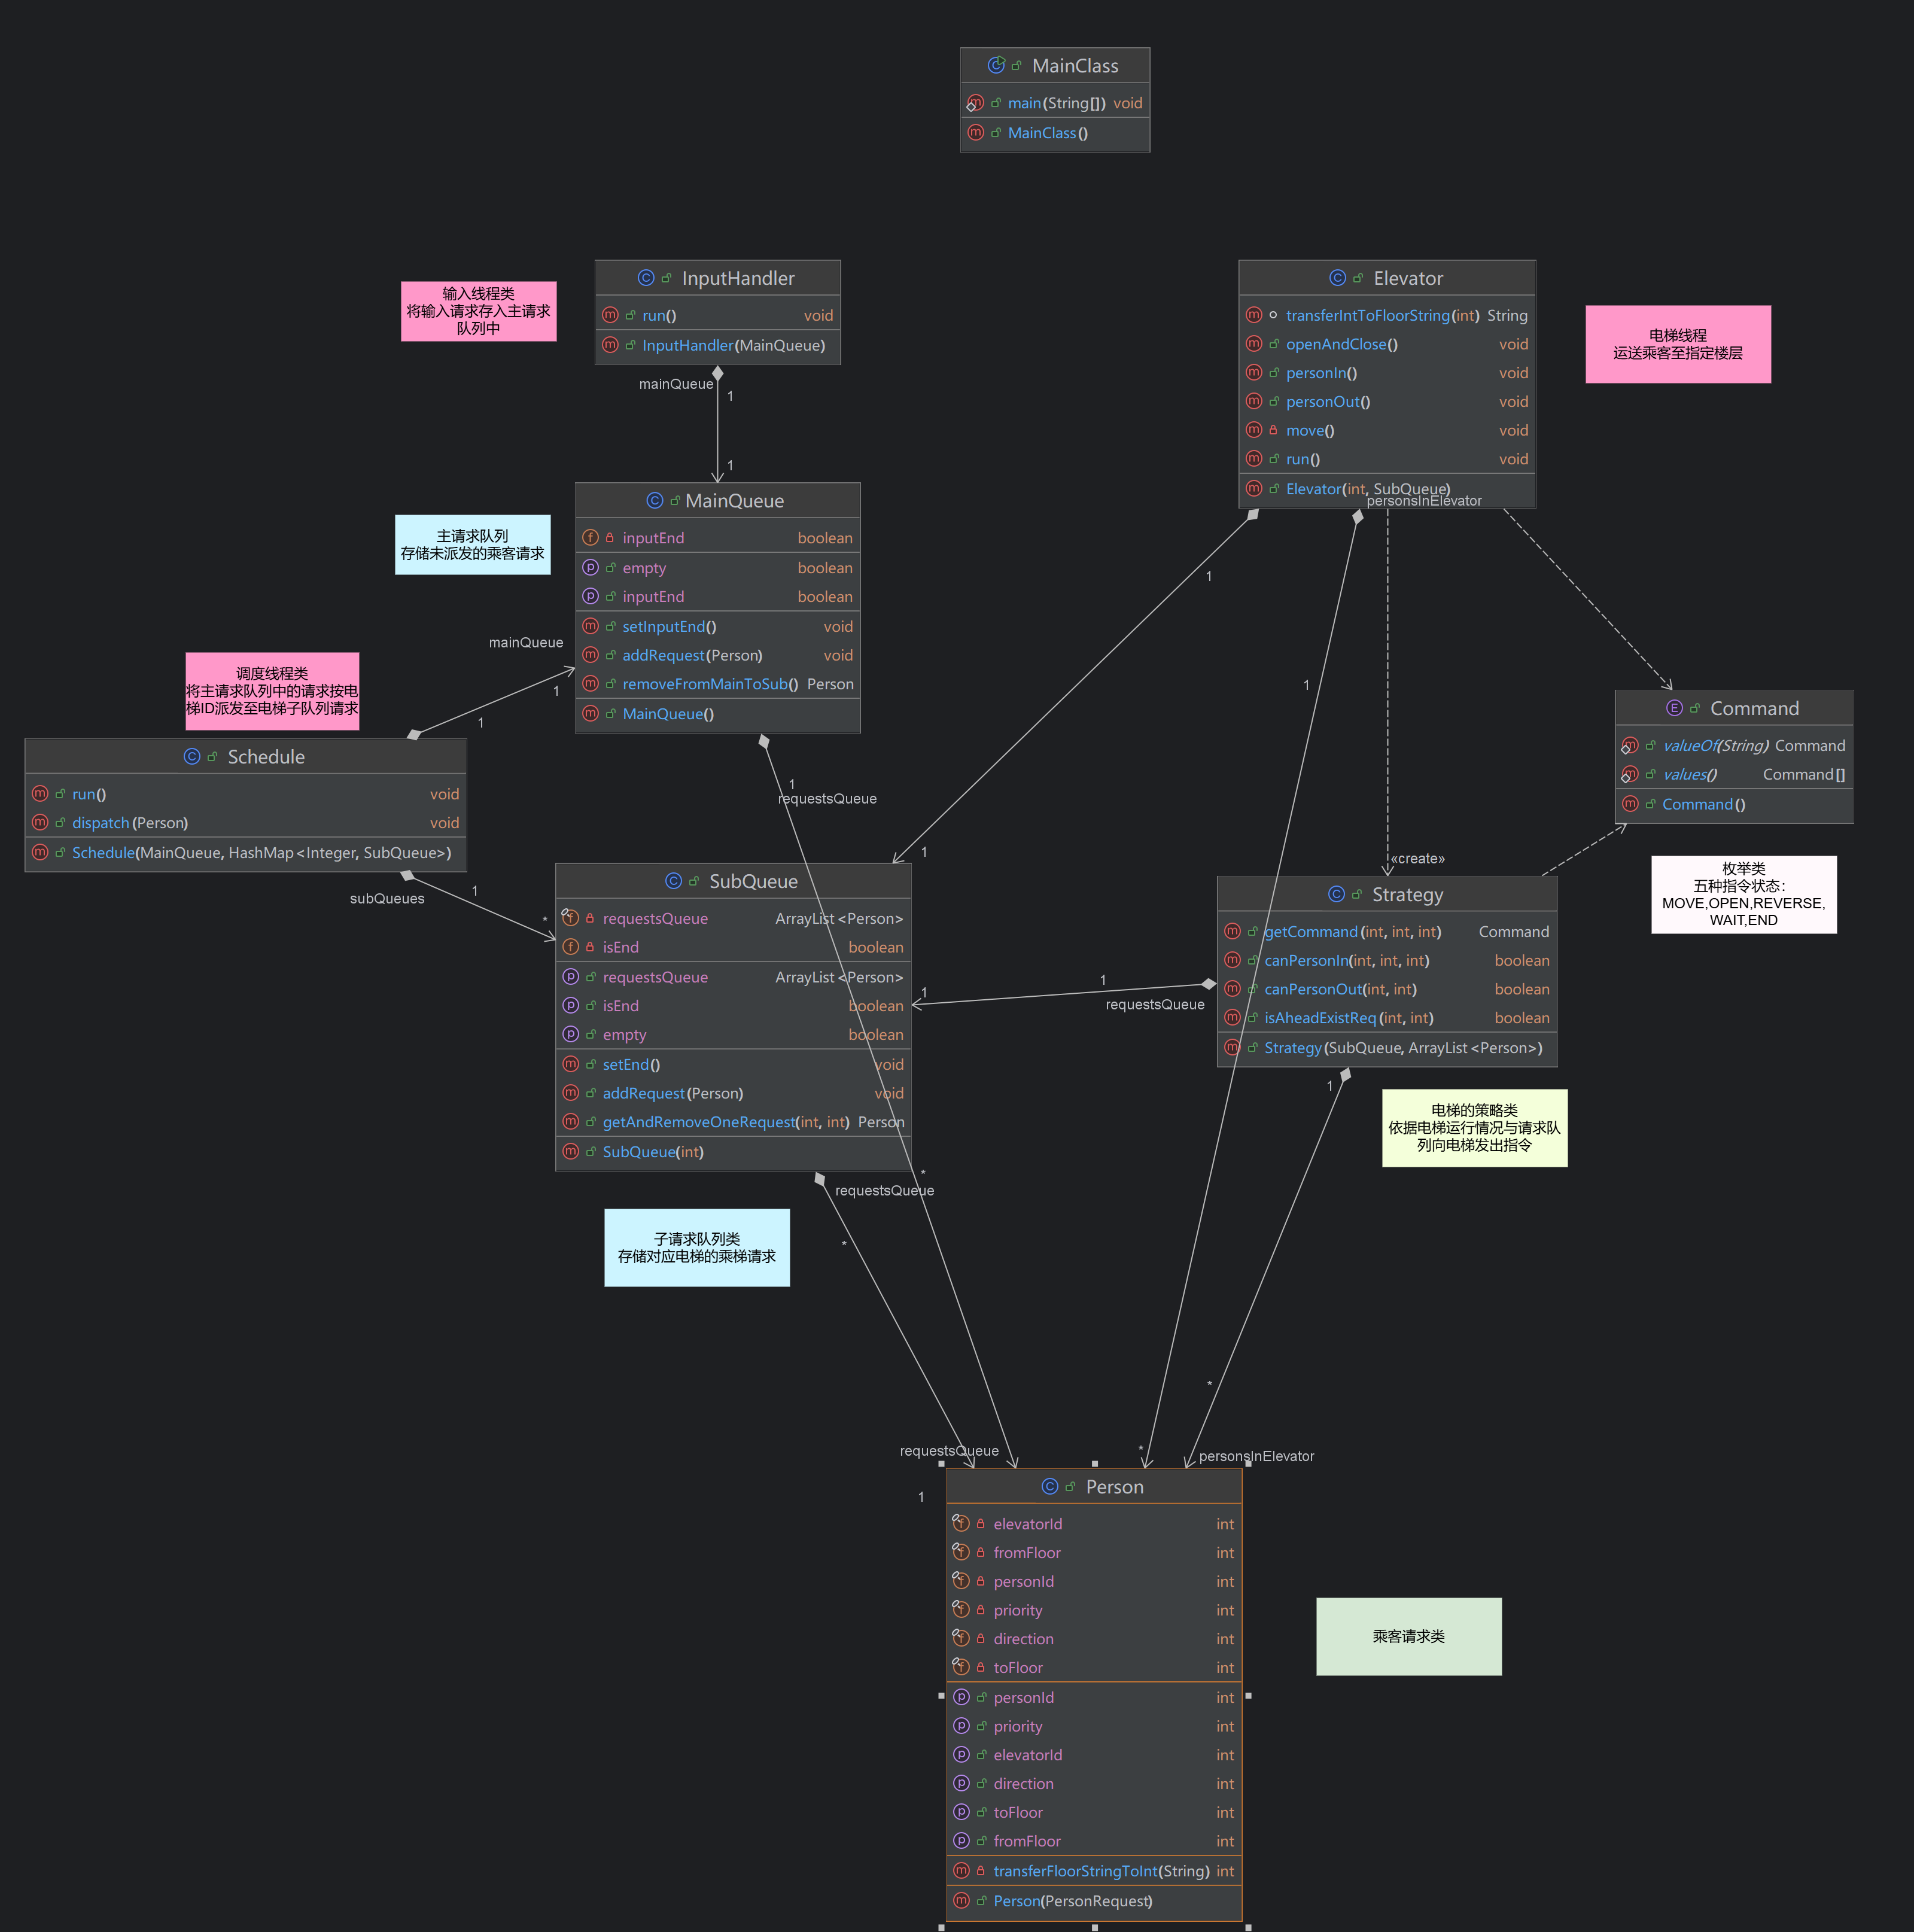 MainClass
main(String[]) void
MainClass()
输入线程类
将输入请求存入主请求
队列中
InputHandler
run() void
InputHandler(MainQueue)
mainQueue
1
1
Elevator
transferIntToFloorString(int) String
openAndClose() void
personIn() void
personOut() void
move() void
run() void
Elevator(int, SubQueue)
personsInElevator
电梯线程
运送乘客至指定楼层
主请求队列
存储未派发的乘客请求
MainQueue
inputEnd boolean
empty boolean
inputEnd boolean
setInputEnd() void
addRequest(Person) void
removeFromMainToSub() Person
MainQueue()
1
mainQueue
1
1
调度线程类
将主请求队列中的请求按电
梯ID派发至电梯子队列请求
Schedule
run() void
dispatch(Person) void
Schedule(MainQueue, HashMap<Integer, SubQueue>)
subQueues
1
*
1
requestsQueue
1
1
Command
valueOf(String) Command
values() Command[]
Command()
枚举类
五种指令状态：
MOVE,OPEN,REVERSE,
WAIT,END
«create»
SubQueue
requestsQueue ArrayList<Person>
isEnd boolean
requestsQueue ArrayList<Person>
isEnd boolean
empty boolean
setEnd() void
addRequest(Person) void
getAndRemoveOneRequest(int, int) Person
SubQueue(int)
1
1
requestsQueue
Strategy
getCommand(int, int, int) Command
canPersonIn(int, int, int) boolean
canPersonOut(int, int) boolean
isAheadExistReq(int, int) boolean
Strategy(SubQueue, ArrayList<Person>)
1
电梯的策略类
依据电梯运行情况与请求队
列向电梯发出指令
*
requestsQueue
*
子请求队列类
存储对应电梯的乘梯请求
*
requestsQueue
*
personsInElevator
1
Person
elevatorId int
fromFloor int
personId int
priority int
direction int
toFloor int
personId int
priority int
elevatorId int
direction int
toFloor int
fromFloor int
transferFloorStringToInt(String) int
Person(PersonRequest)
乘客请求类